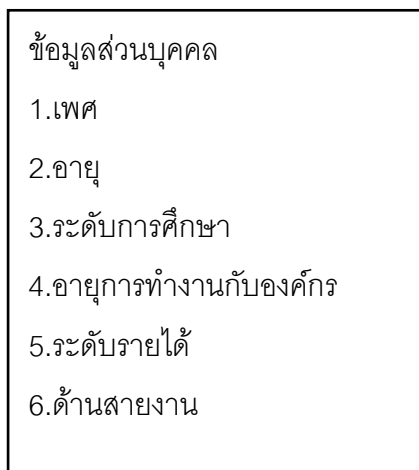 ข้อมูลส่วนบุคคล
1.เพศ
2.อายุ
3.ระดับการศึกษา
4.อายุการทำงานกับองค์กร
5.ระดับรายได้
6.ด้านสายงาน